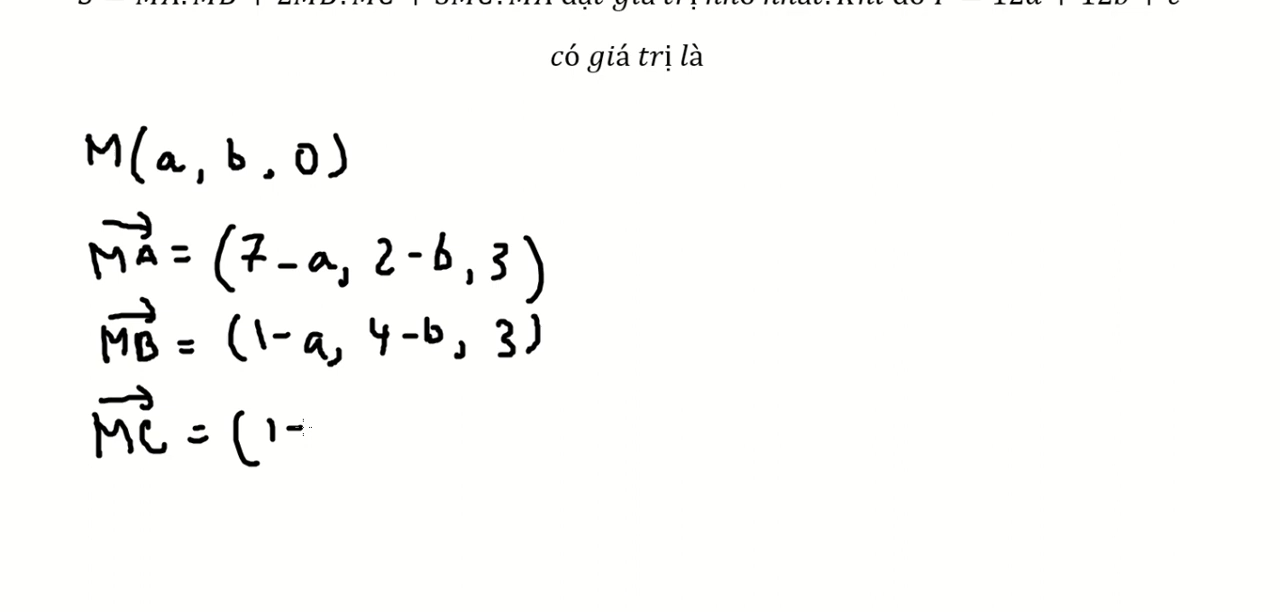 có giá trị là
M(a, b, 0)
MA = (7-a, 2-b, 3)
MB = (1-a, 4-b, 3)
MC = (1-